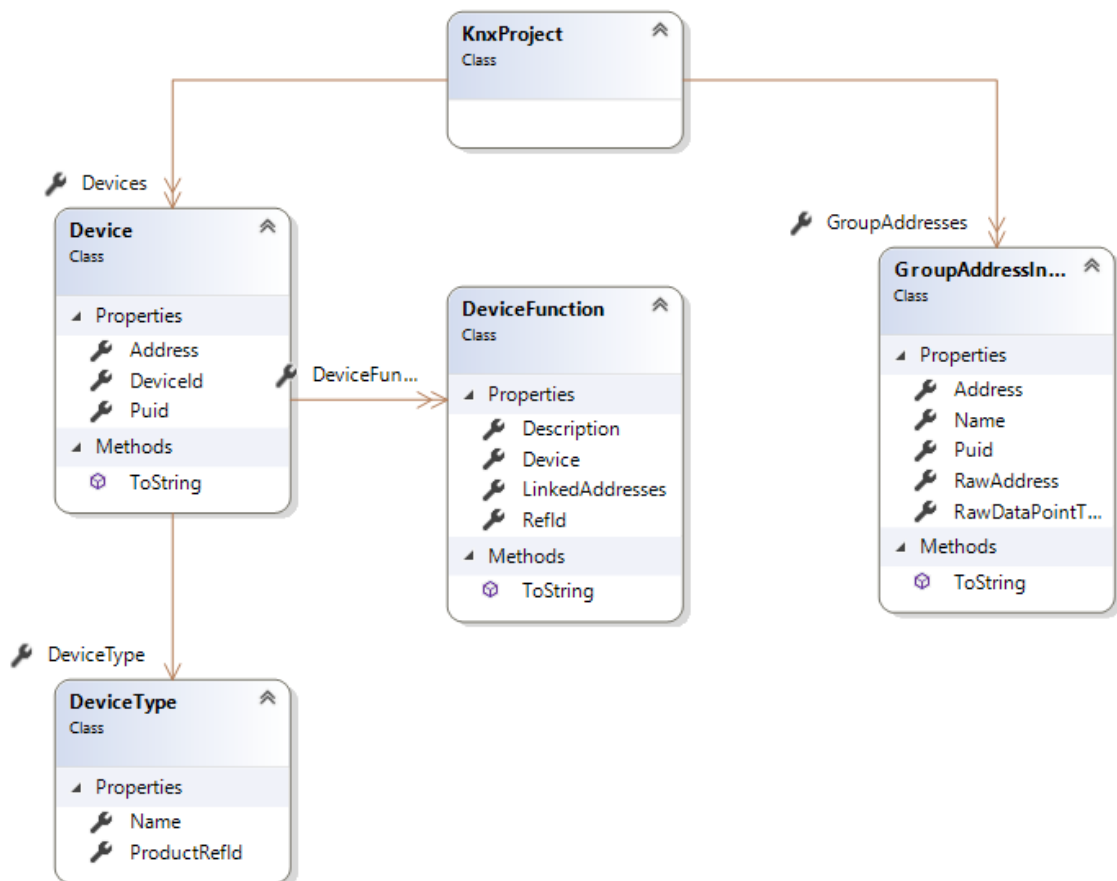 KnxProject
Class
Devices
Device
Class
Properties
Address
DeviceId
Puid
Methods
ToString
DeviceFun...
DeviceFunction
Class
Properties
Description
Device
LinkedAddresses
RefId
Methods
ToString
GroupAddresses
GroupAddressIn...
Class
Properties
Address
Name
Puid
RawAddress
RawDataPointT...
Methods
ToString
DeviceType
DeviceType
Class
Properties
Name
ProductRefId